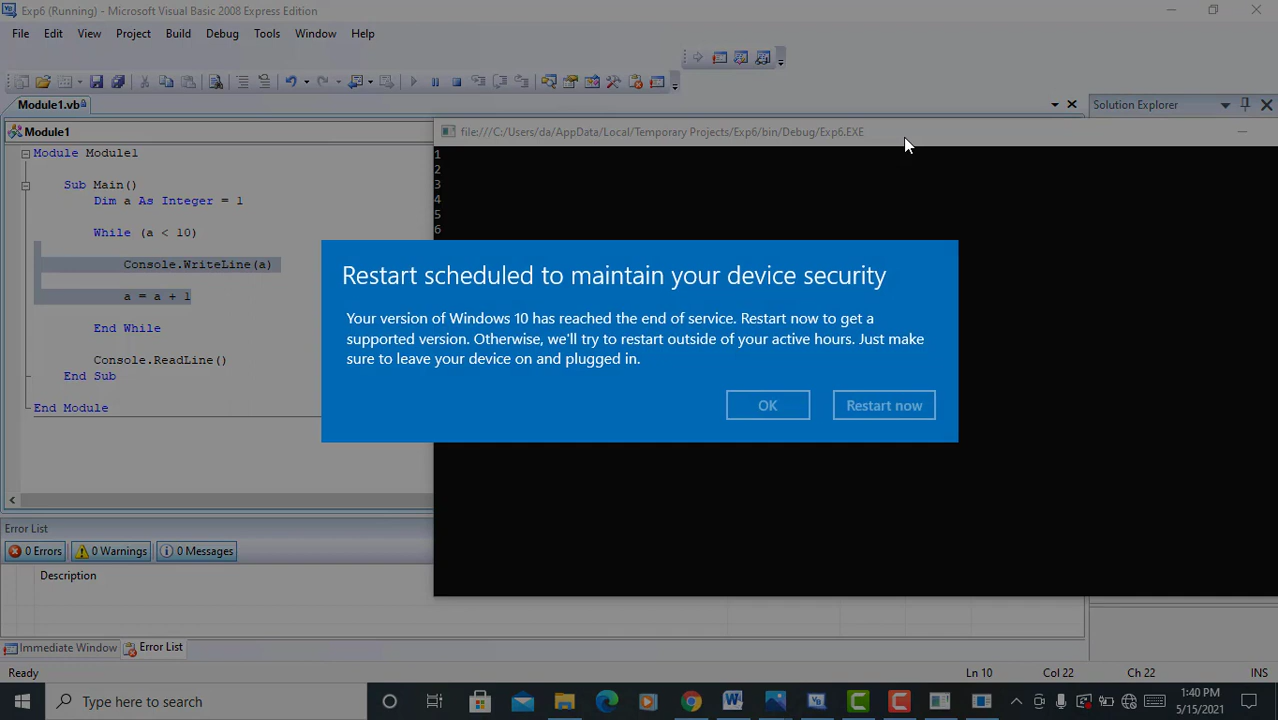 Exp6 (Running) - Microsoft Visual Basic 2008 Express Edition
File Edit View Project Build Debug Tools Window Help
Module1.vb
Solution Explorer
Module1
file:///C:/Users/da/AppData/Local/Temporary Projects/Exp6/bin/Debug/Exp6.EXE
Module Module1
Sub Main()
Dim a As Integer = 1
While (a < 10)
Console.WriteLine(a)
a = a + 1
End While
Console.ReadLine()
End Sub
End Module
1
2
3
4
5
6
Restart scheduled to maintain your device security
Your version of Windows 10 has reached the end of service. Restart now to get a
supported version. Otherwise, we'll try to restart outside of your active hours. Just make
sure to leave your device on and plugged in.
OK Restart now
Error List
0 Errors 0 Warnings 0 Messages
Description
Immediate Window Error List
Ready Ln 10 Col 22 Ch 22 INS
Type here to search
1:40 PM
5/15/2021